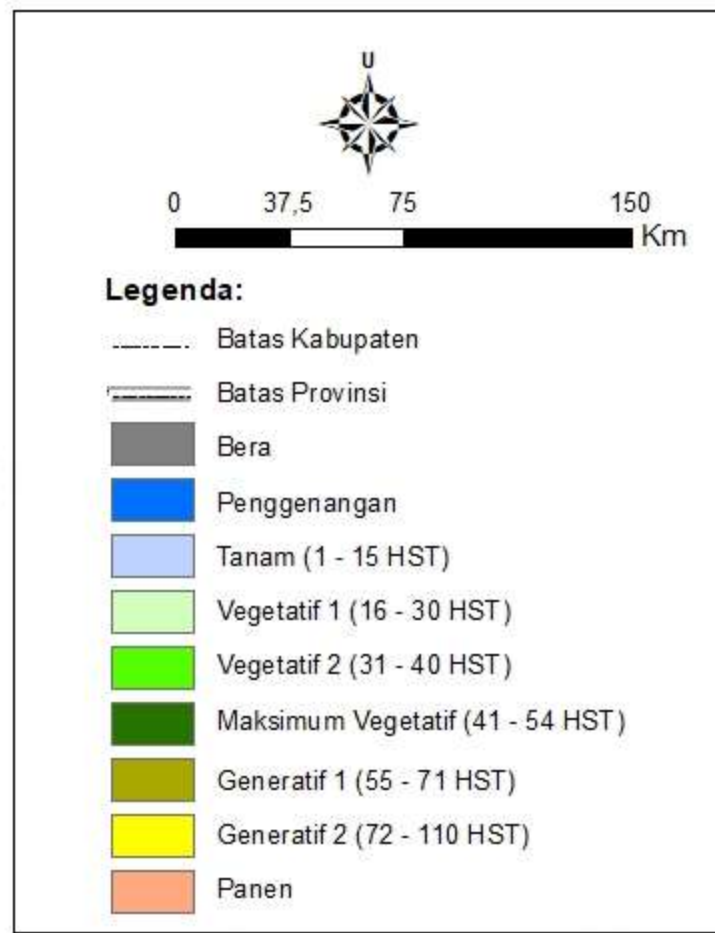 U
0 37,5 75 150
Km
Legenda:
Batas Kabupaten
Batas Provinsi
Bera
Penggenangan
Tanam (1 - 15 HST)
Vegetatif 1 (16 - 30 HST)
Vegetatif 2 (31 - 40 HST)
Maksimum Vegetatif (41 - 54 HST)
Generatif 1 (55 - 71 HST)
Generatif 2 (72 - 110 HST)
Panen